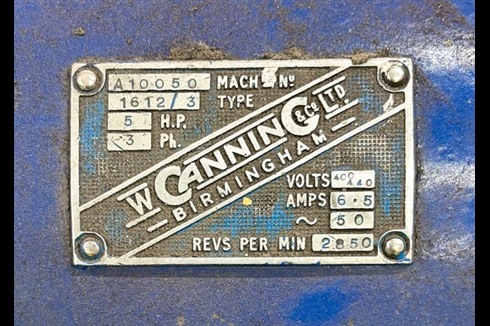 A10050 MACH Nº
1612/3 TYPE
5 H.P.
3 PH.
W CANNING & Co LTD.
BIRMINGHAM
VOLTS 400 440
AMPS 6.5
~ 50
REVS PER MIN 2850